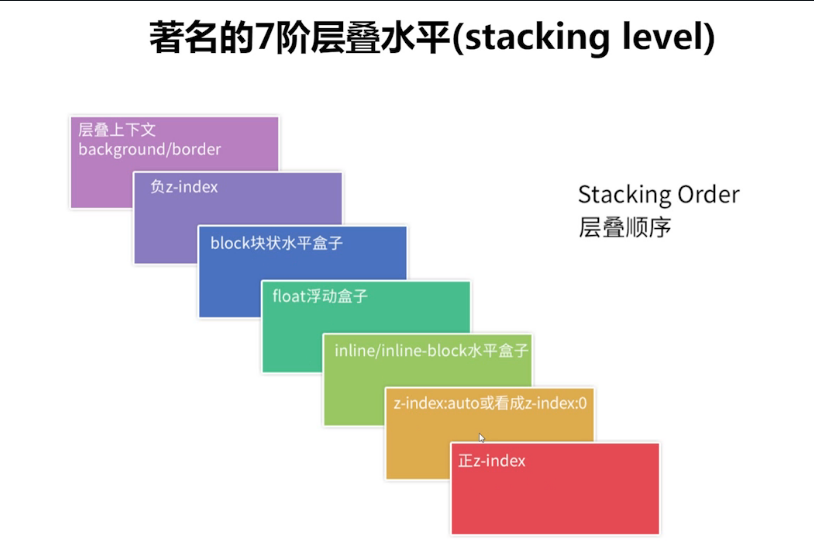 著名的7阶层叠水平(stacking level)
层叠上下文
background/border
负z-index
block块状水平盒子
float浮动盒子
inline/inline-block水平盒子
z-index:auto或看成z-index:0
正z-index
Stacking Order
层叠顺序